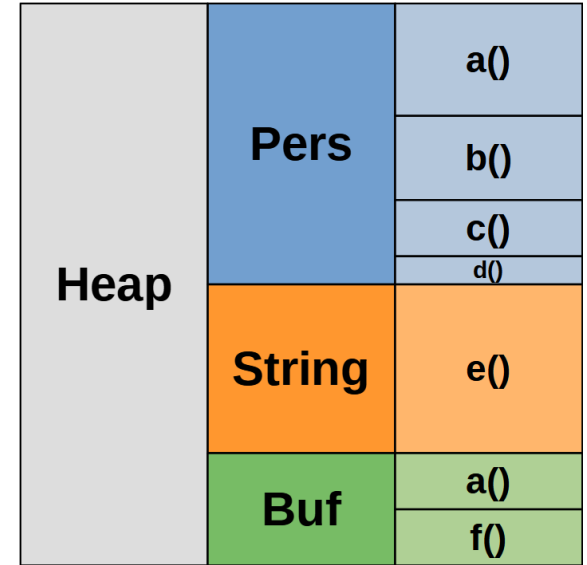 Heap
Pers
a()
b()
c()
d()
String
e()
Buf
a()
f()